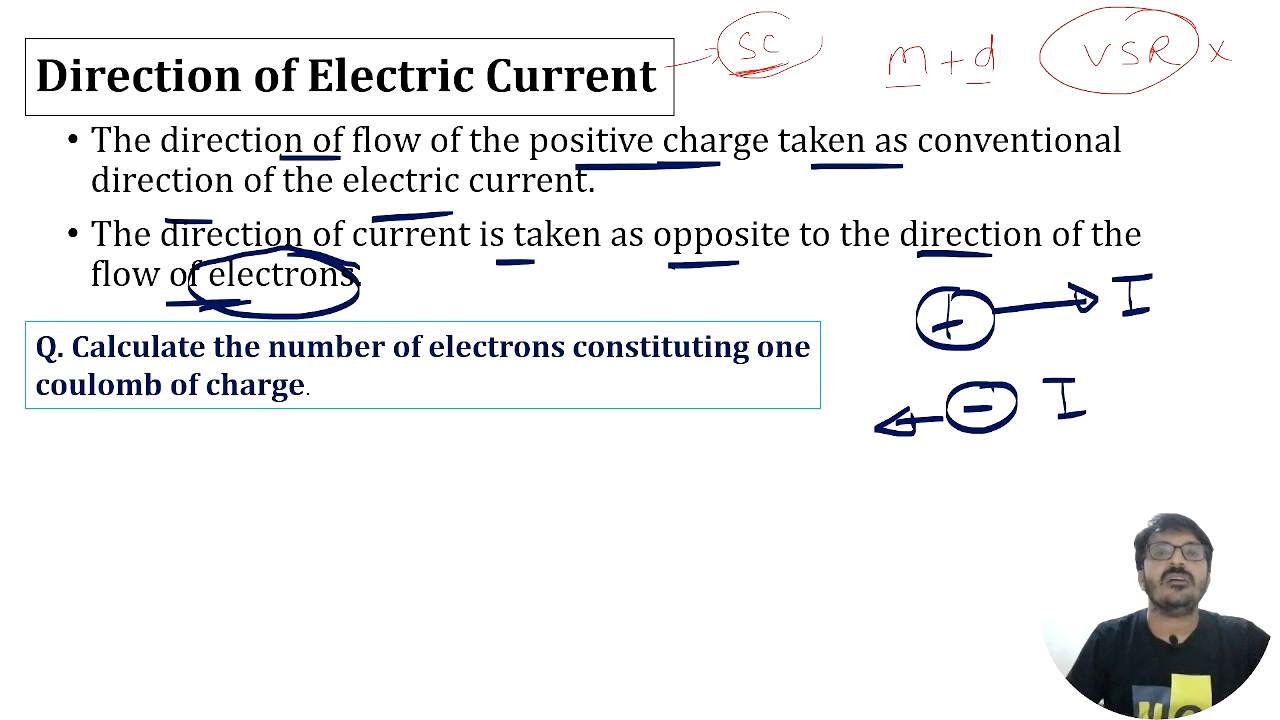 SC
m + d
VSR x
Direction of Electric Current
• The direction of flow of the positive charge taken as conventional
direction of the electric current.
• The direction of current is taken as opposite to the direction of the
flow of electrons.
+ I
- I
Q. Calculate the number of electrons constituting one
coulomb of charge.